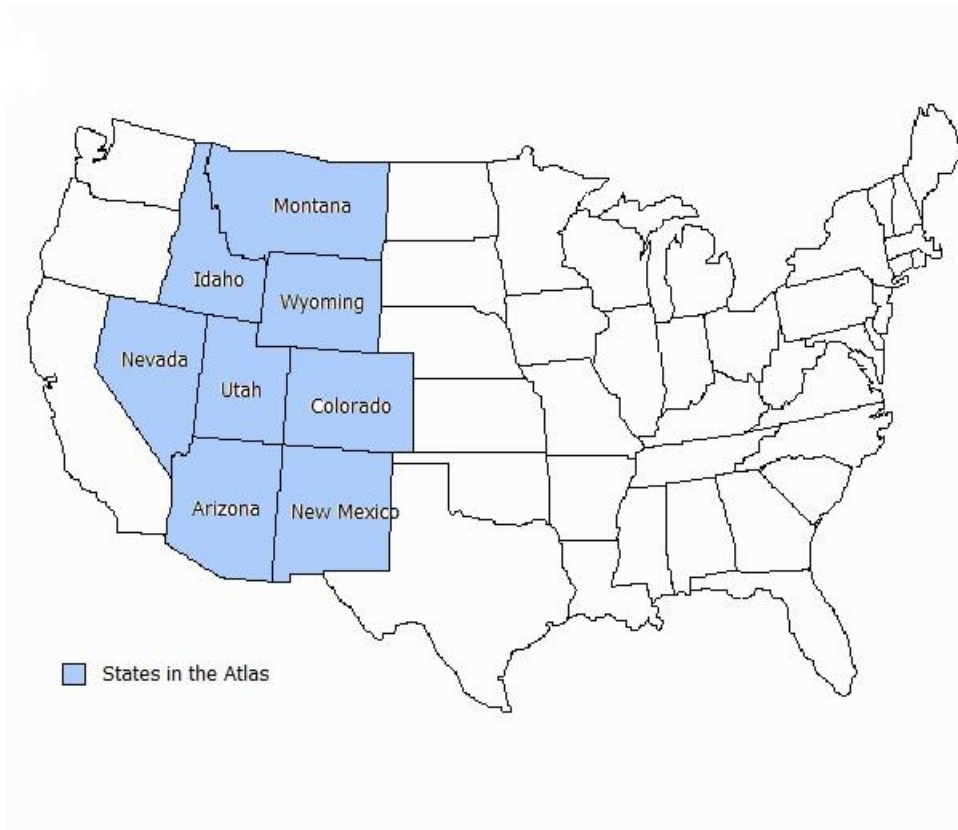 Montana
Idaho
Wyoming
Nevada
Utah
Colorado
Arizona
New Mexico
States in the Atlas